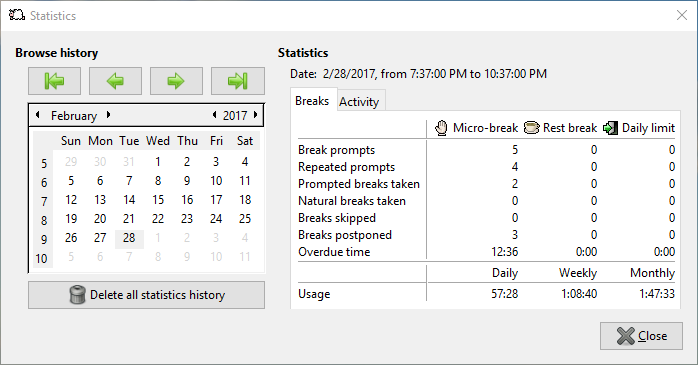 Statistics
Browse history
February 2017
Sun Mon Tue Wed Thu Fri Sat
5 29 30 31 1 2 3 4
6 5 6 7 8 9 10 11
7 12 13 14 15 16 17 18
8 19 20 21 22 23 24 25
9 26 27 28 1 2 3 4
10 5 6 7 8 9 10 11
Delete all statistics history
Statistics
Date: 2/28/2017, from 7:37:00 PM to 10:37:00 PM
Breaks Activity
Micro-break Rest break Daily limit
Break prompts 5 0 0
Repeated prompts 4 0 0
Prompted breaks taken 2 0 0
Natural breaks taken 0 0 0
Breaks skipped 0 0 0
Breaks postponed 3 0 0
Overdue time 12:36 0:00 0:00
Daily Weekly Monthly
Usage 57:28 1:08:40 1:47:33
Close